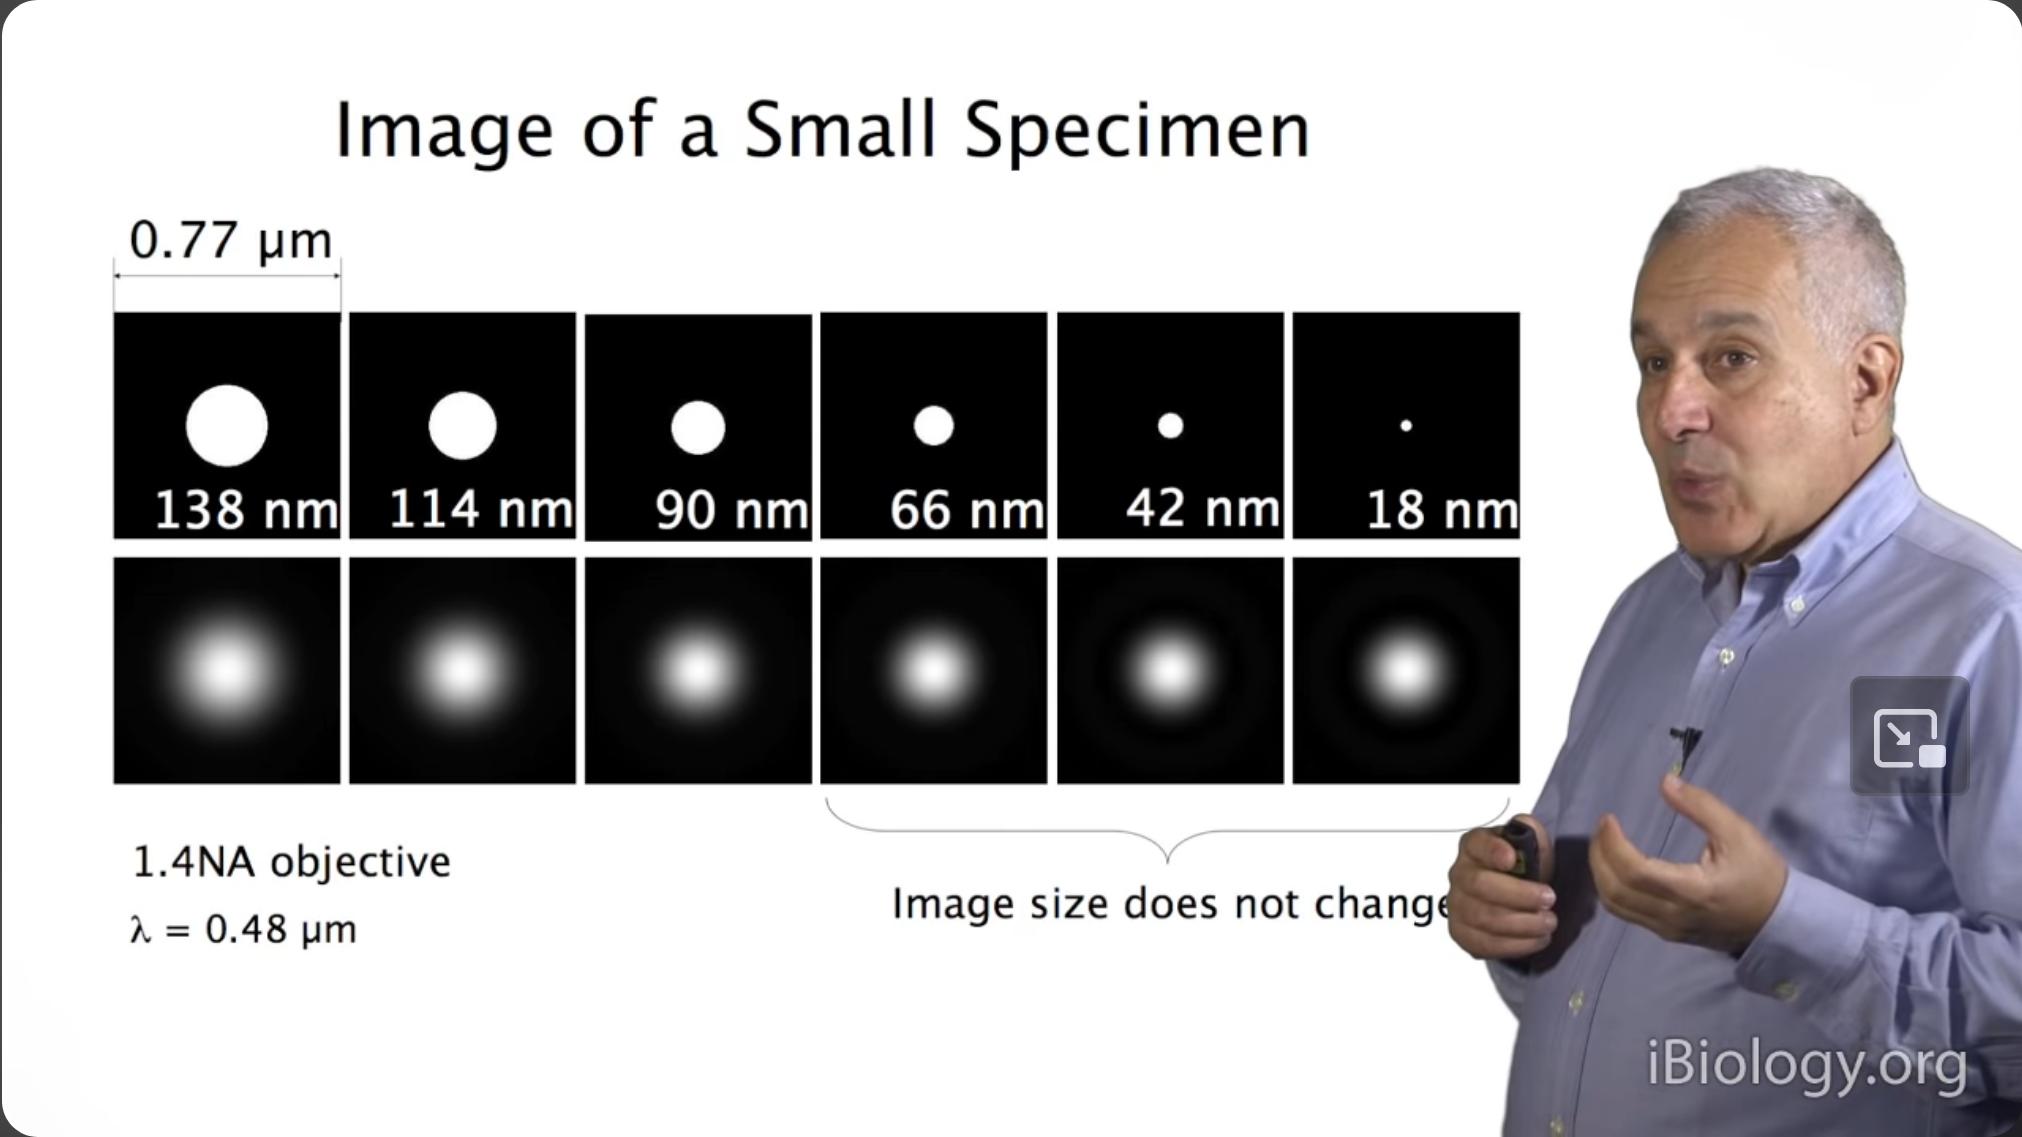 Image of a Small Specimen
0.77 μm
138 nm
114 nm
90 nm
66 nm
42 nm
18 nm
1.4NA objective
λ = 0.48 μm
Image size does not change
iBiology.org